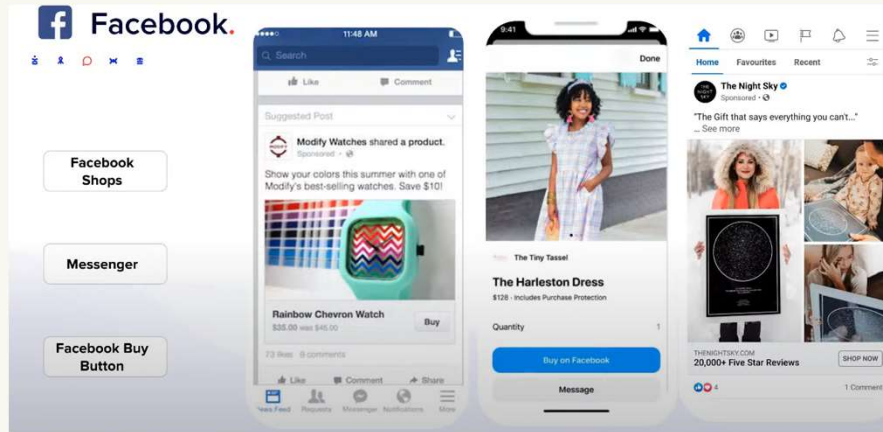 Facebook.
Facebook
Shops
Messenger
Facebook Buy
Button
11:48 AM
Search
Like Comment
Suggested Post
Modify Watches shared a product.
Sponsored
Show your colors this summer with one of
Modify's best-selling watches. Save $10!
Rainbow Chevron Watch
$35.00 was $45.00
Buy
73 likes 9 comments
Like Comment Share
News Feed Requests Messenger Notifications More
9:41
Done
The Tiny Tassel
The Harleston Dress
$128 · Includes Purchase Protection
Quantity 1
Buy on Facebook
Message
Home Favourites Recent
The Night Sky
Sponsored
"The Gift that says everything you can't..."
... See more
THENIGHTSKY.COM
20,000+ Five Star Reviews
SHOP NOW
4 1 Comment